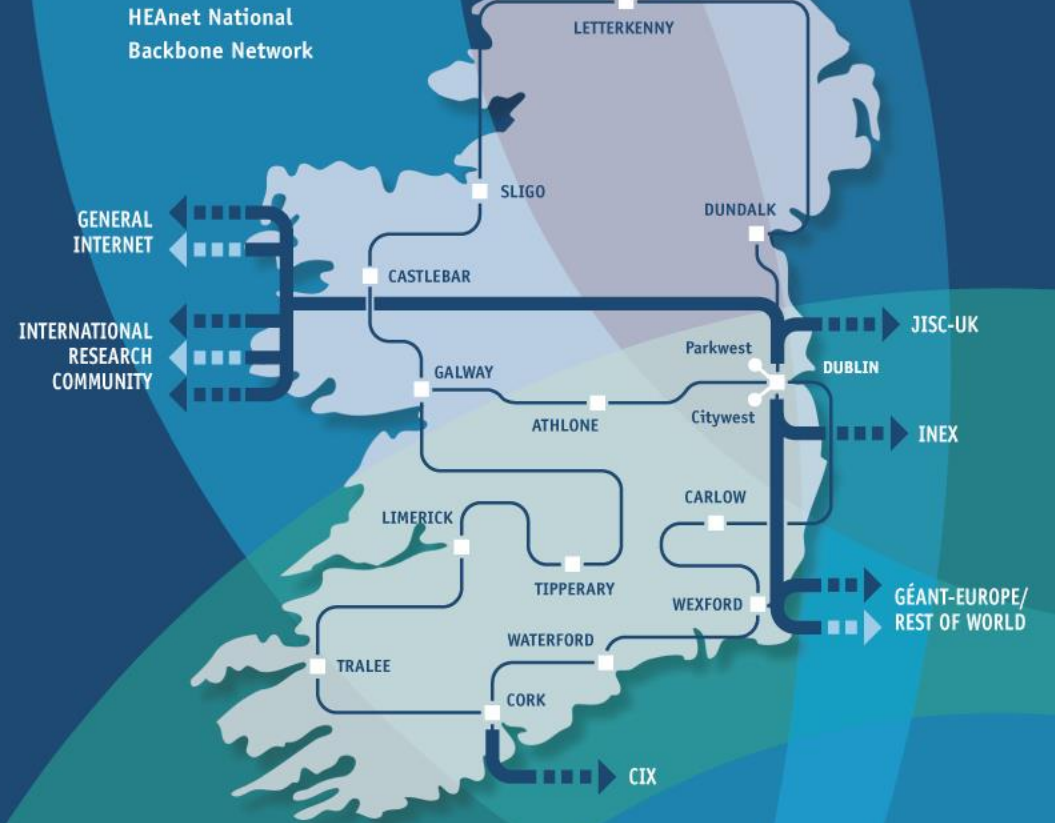 HEAnet National
Backbone Network
LETTERKENNY
SLIGO
DUNDALK
GENERAL
INTERNET
CASTLEBAR
INTERNATIONAL
RESEARCH
COMMUNITY
JISC-UK
Parkwest
DUBLIN
GALWAY
Citywest
ATHLONE
INEX
CARLOW
LIMERICK
TIPPERARY
WEXFORD
GÉANT-EUROPE/
REST OF WORLD
WATERFORD
TRALEE
CORK
CIX